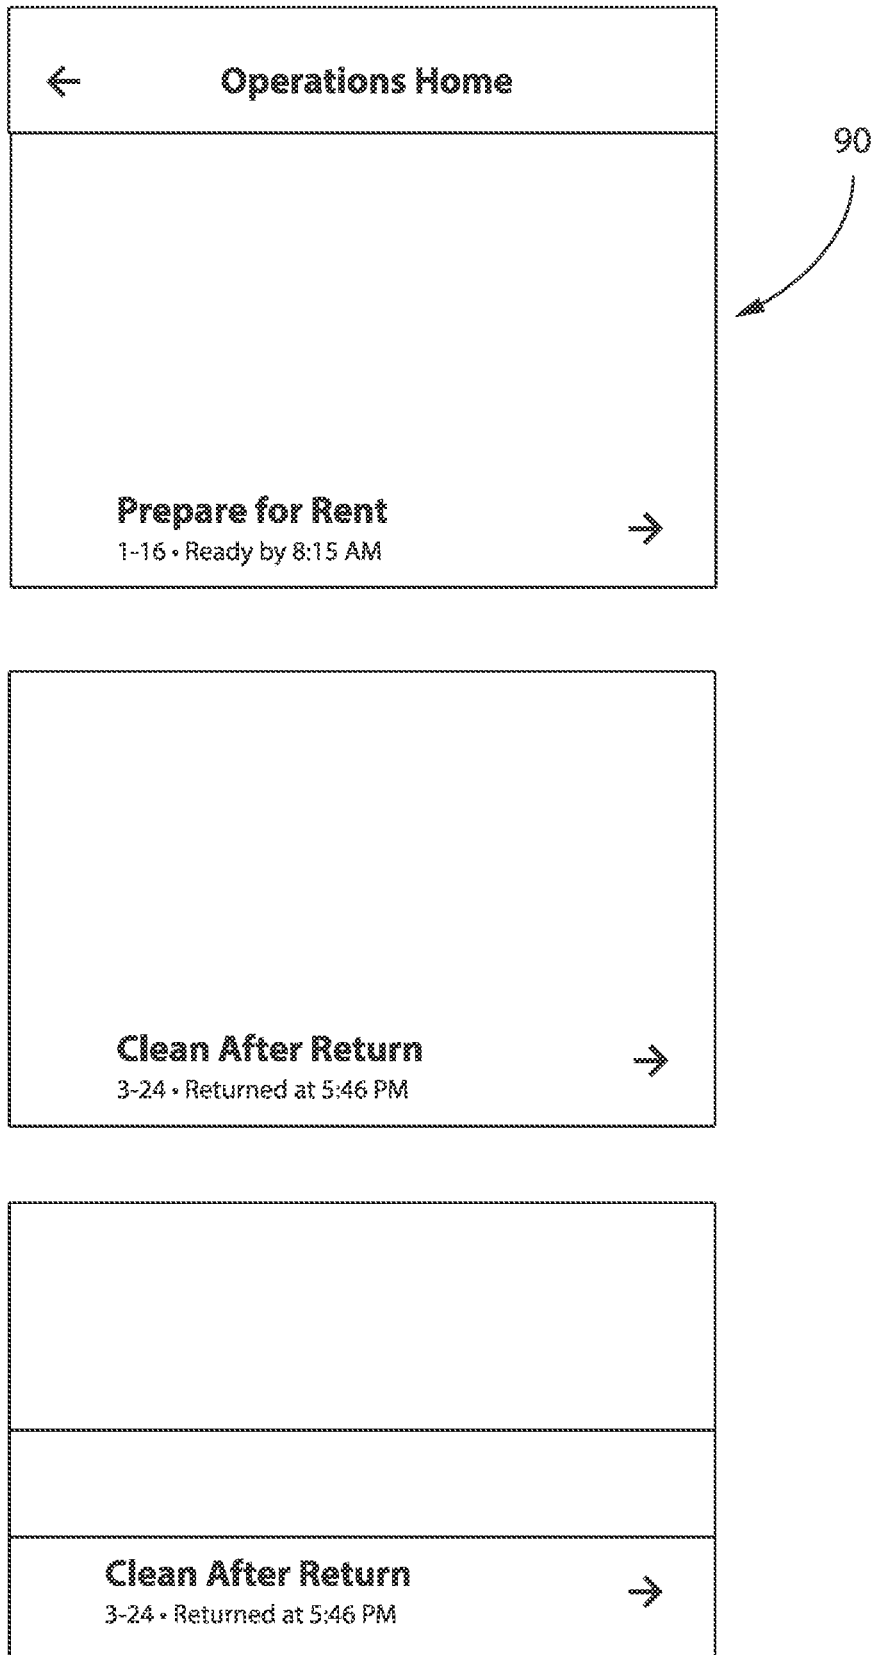 Operations Home
90
Prepare for Rent
1-16 • Ready by 8:15 AM
Clean After Return
3-24 • Returned at 5:46 PM
Clean After Return
3-24 • Returned at 5:46 PM